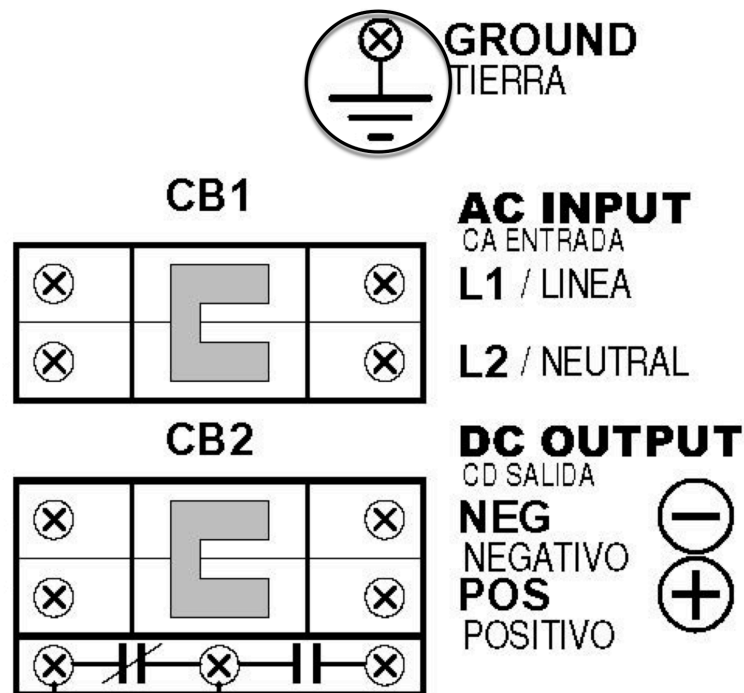 GROUND
TIERRA
CB1
AC INPUT
CA ENTRADA
L1 / LINEA
L2 / NEUTRAL
CB2
DC OUTPUT
CD SALIDA
NEG
NEGATIVO
POS
POSITIVO